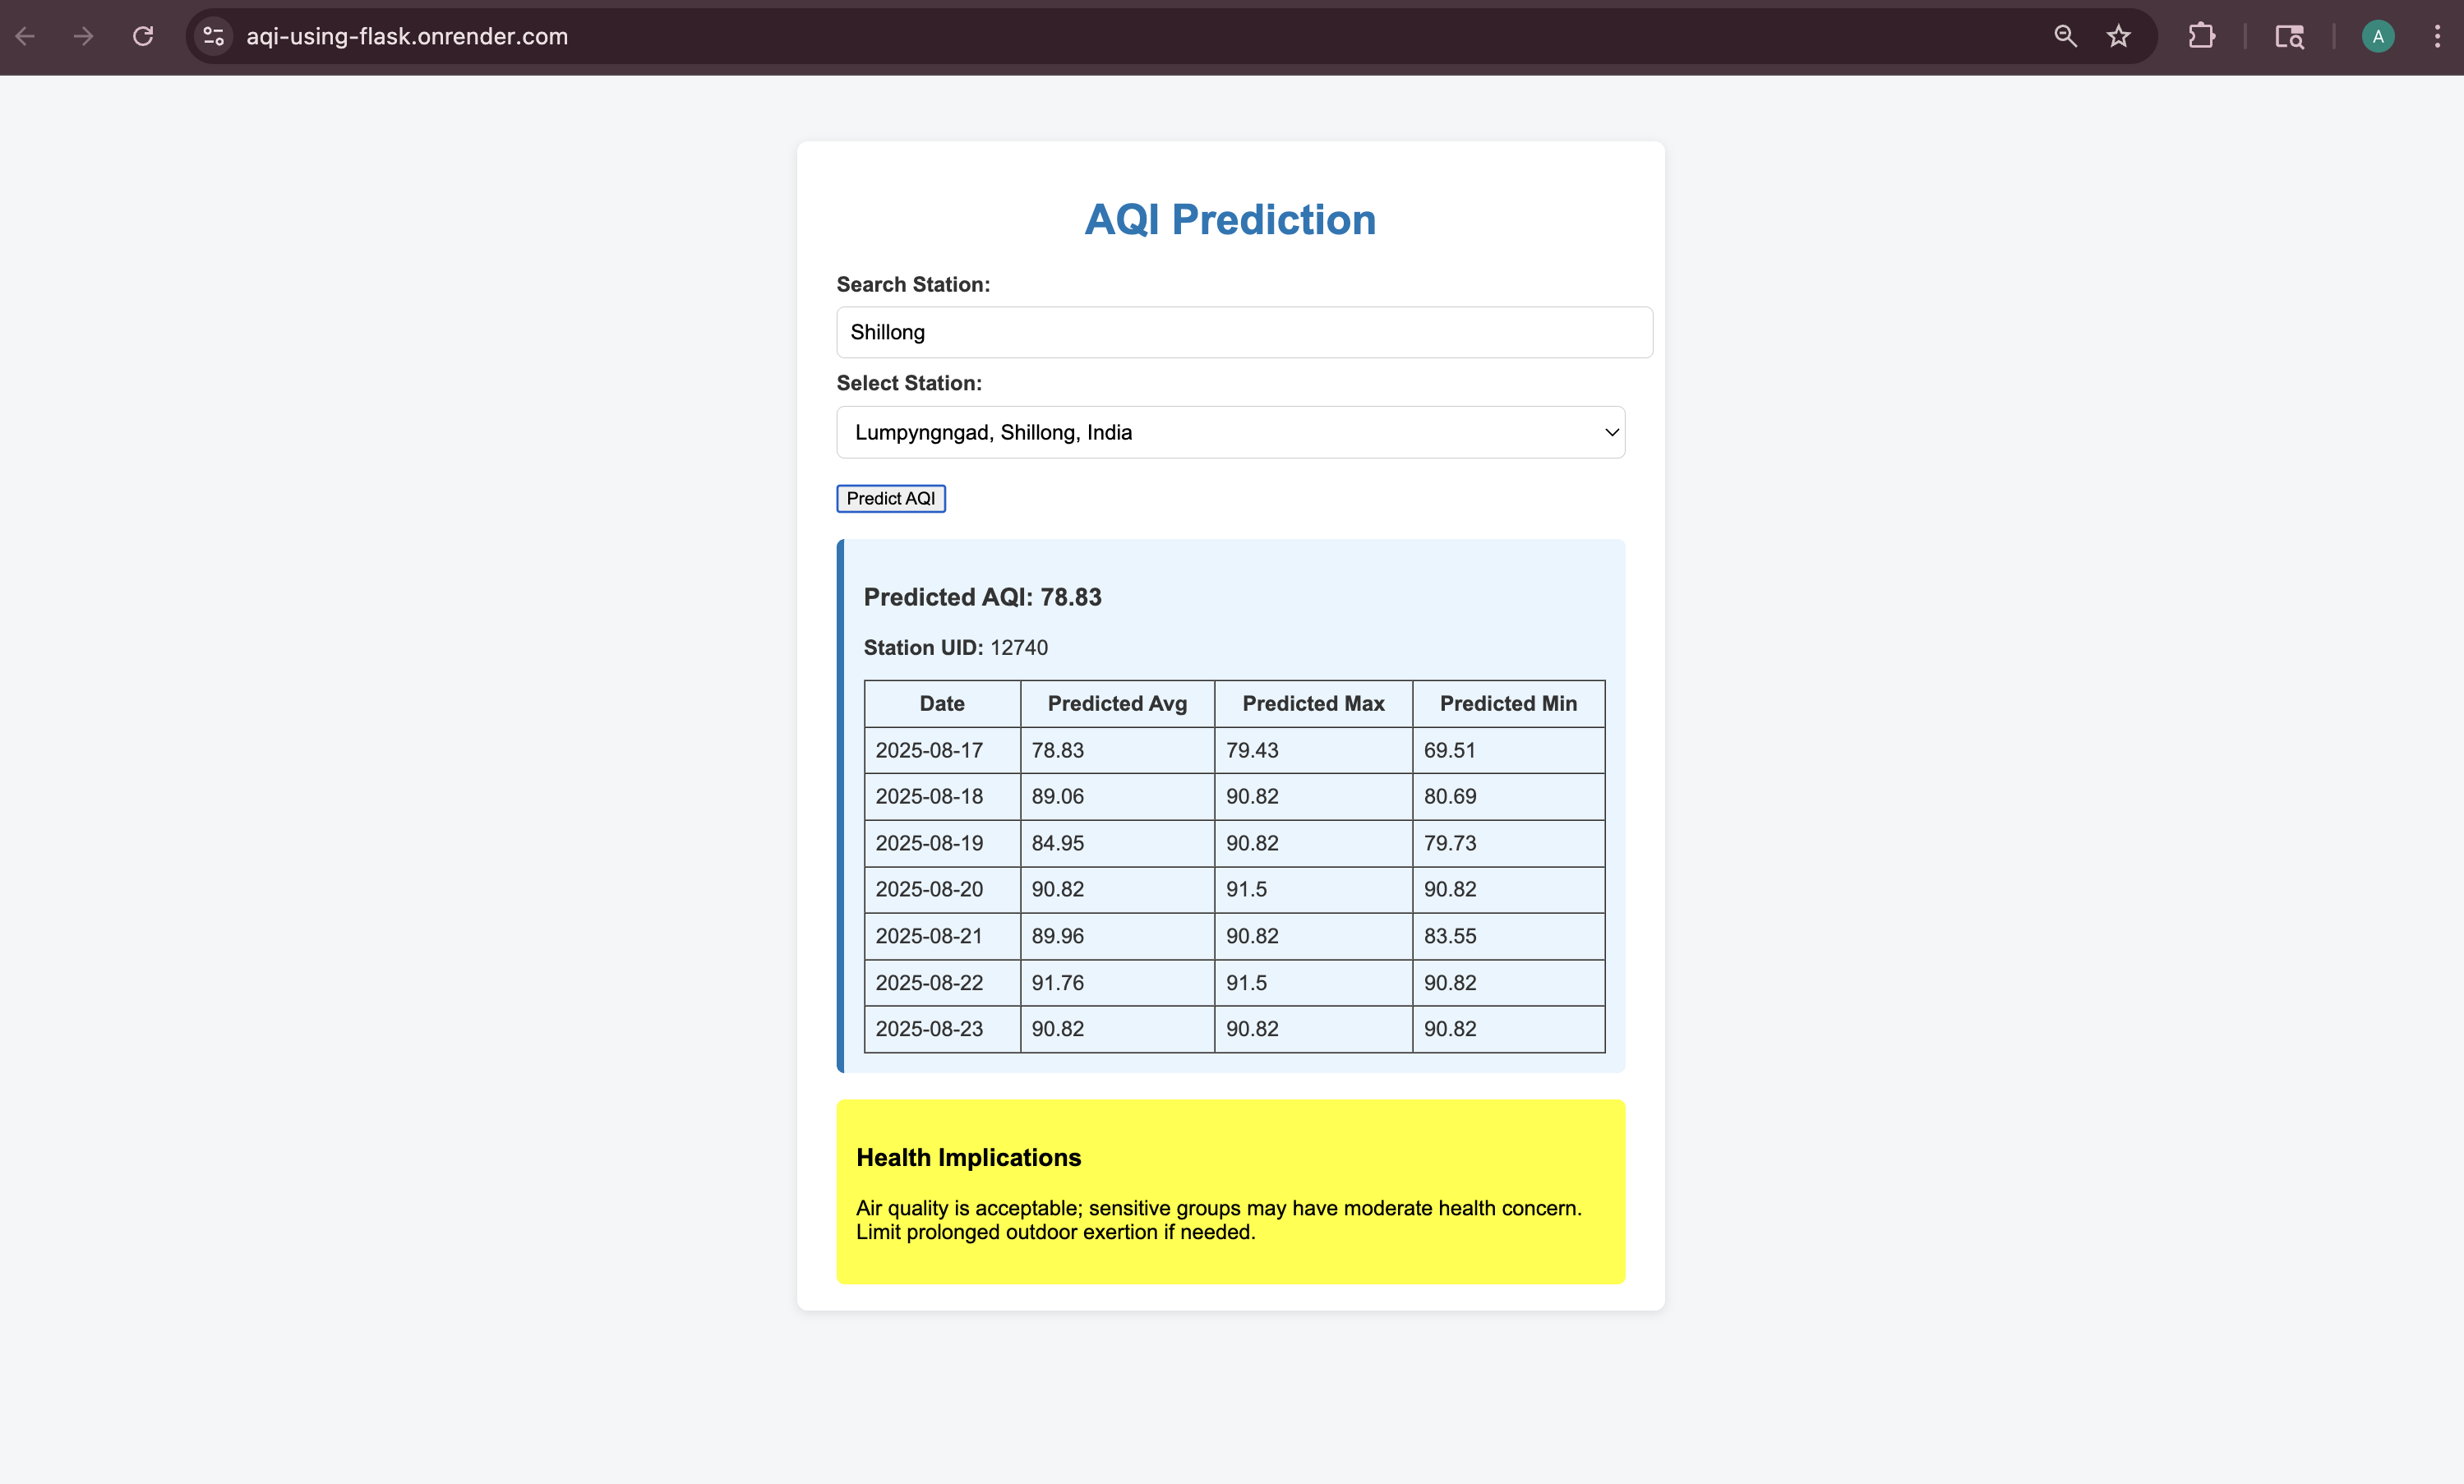 aqi-using-flask.onrender.com
A
AQI Prediction
Search Station:
Shillong
Select Station:
Lumpyngngad, Shillong, India
Predict AQI
Predicted AQI: 78.83
Station UID: 12740
Date Predicted Avg Predicted Max Predicted Min
2025-08-17 78.83 79.43 69.51
2025-08-18 89.06 90.82 80.69
2025-08-19 84.95 90.82 79.73
2025-08-20 90.82 91.5 90.82
2025-08-21 89.96 90.82 83.55
2025-08-22 91.76 91.5 90.82
2025-08-23 90.82 90.82 90.82
Health Implications
Air quality is acceptable; sensitive groups may have moderate health concern.
Limit prolonged outdoor exertion if needed.